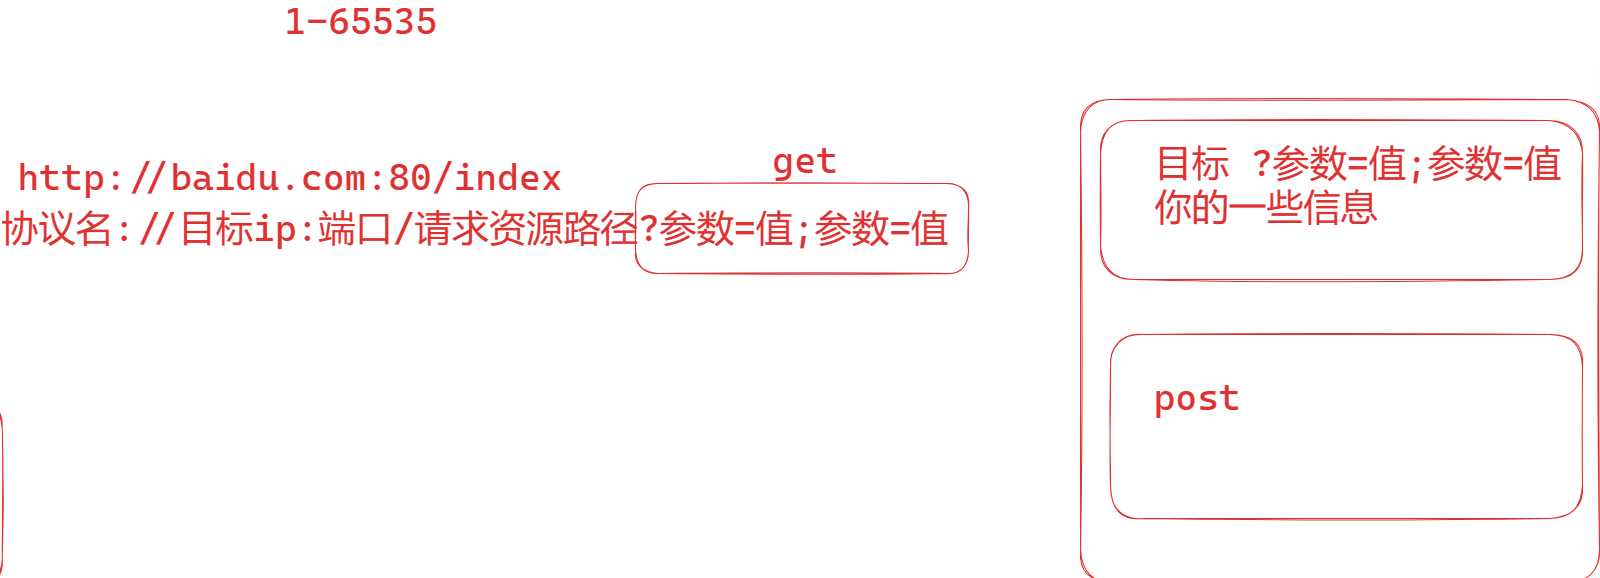 1-65535
http://baidu.com:80/index
get
协议名://目标ip:端口/请求资源路径?参数=值;参数=值
目标 ?参数=值;参数=值
你的一些信息
post